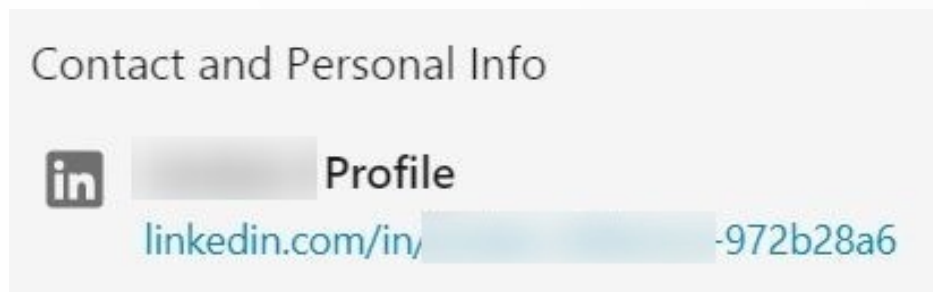 Contact and Personal Info
in Profile
linkedin.com/in/ -972b28a6